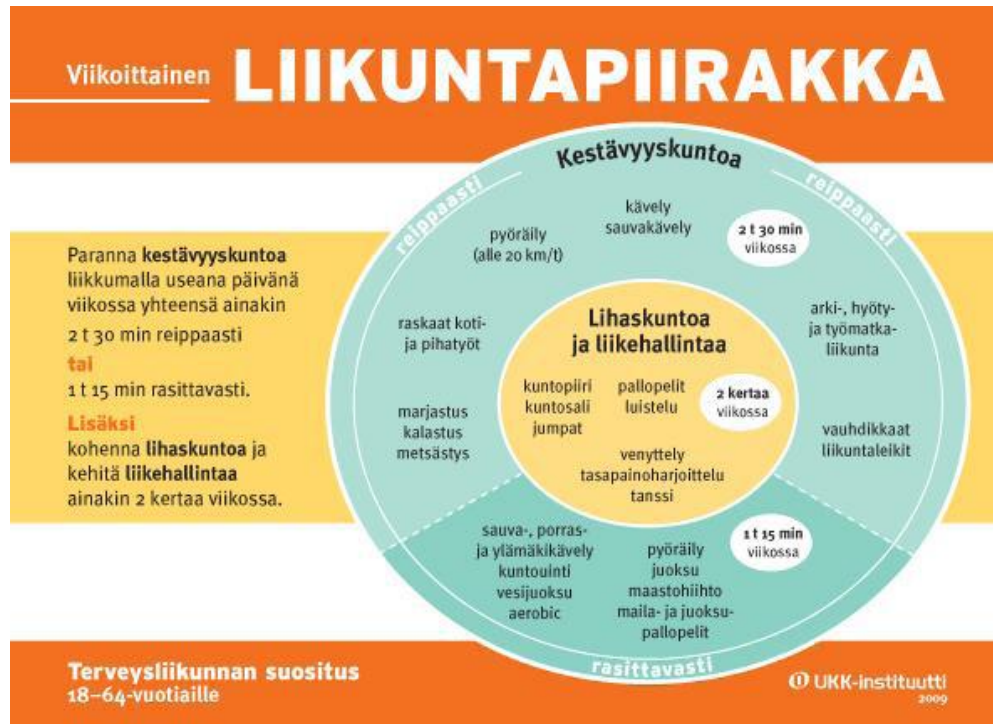 Viikoittainen LIIKUNTAPIIRAKKA
Paranna kestävyyskuntoa
liikkumalla useana päivänä
viikossa yhteensä ainakin
2 t 30 min reippaasti
tai
1 t 15 min rasittavasti.
Lisäksi
kohenna lihaskuntoa ja
kehitä liikehallintaa
ainakin 2 kertaa viikossa.
Kestävyyskuntoa
reippaasti
reippaasti
kävely
sauvakävely
2 t 30 min
viikossa
pyöräily
(alle 20 km/t)
raskaat koti-
ja pihatyöt
marjastus
kalastus
metsästys
arki-, hyöty-
ja työmatka-
liikunta
vauhdikkaat
liikuntaleikit
Lihaskuntoa
ja liikehallintaa
kuntopiiri
kuntosali
jumpat
pallopelit
luistelu
2 kertaa
viikossa
venyttely
tasapainoharjoittelu
tanssi
sauva-, porras-
ja ylämäkikävely
kuntouinti
vesijuoksu
aerobic
pyöräily
juoksu
maastohiihto
maila- ja juoksu-
pallopelit
1 t 15 min
viikossa
rasittavasti
Terveysliikunnan suositus
18–64-vuotiaille
UKK-instituutti
2009